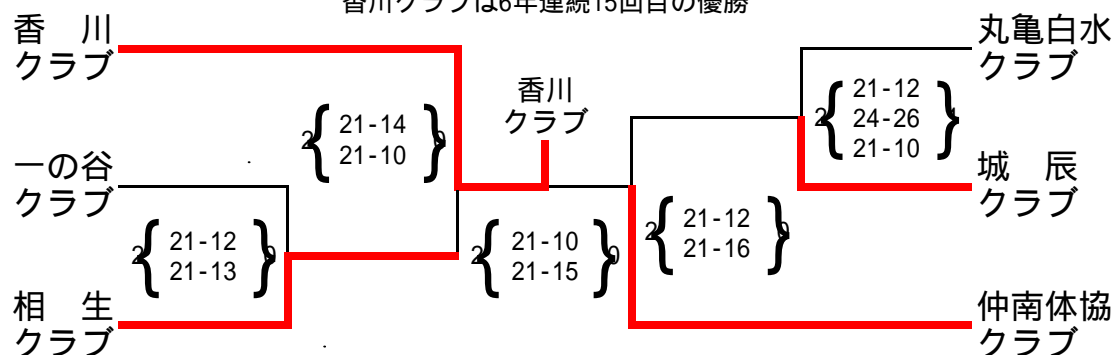 香川クラブは6年連続15回目の優勝
香 川
クラブ
一の谷
クラブ
相 生
クラブ
2 21-14 0
21-10
2 21-12 0
21-13
香川
クラブ
2 21-10 0
21-15
2 21-12 0
21-16
2 21-12 1
24-26
21-10
丸亀白水
クラブ
城 辰
クラブ
仲南体協
クラブ